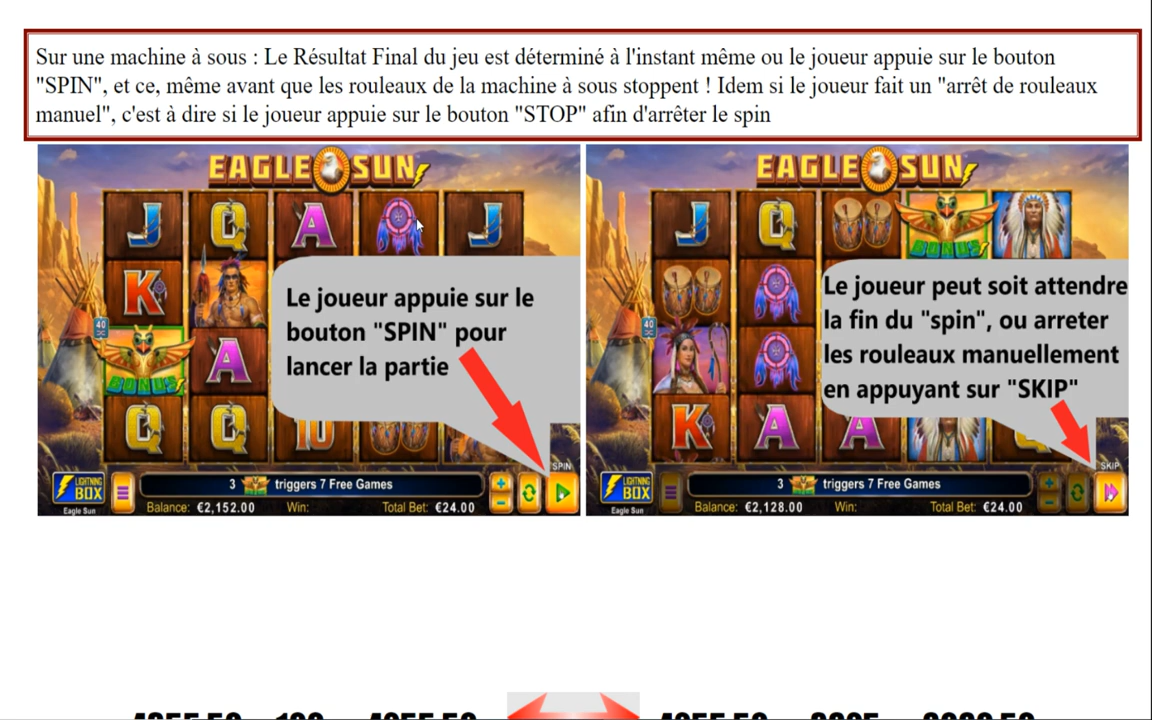 Sur une machine à sous : Le Résultat Final du jeu est déterminé à l'instant même ou le joueur appuie sur le bouton
"SPIN", et ce, même avant que les rouleaux de la machine à sous stoppent ! Idem si le joueur fait un "arrêt de rouleaux
manuel", c'est à dire si le joueur appuie sur le bouton "STOP" afin d'arrêter le spin
EAGLE SUN
J Q A J
K
40
BONUS A
Q Q 10
Le joueur appuie sur le
bouton "SPIN" pour
lancer la partie
SPIN
LIGHTNING
BOX
3 triggers 7 Free Games
Eagle Sun
Balance: €2,152.00 Win: Total Bet: €24.00
EAGLE SUN
J Q BONUS
40
K A A
Le joueur peut soit attendre
la fin du "spin", ou arreter
les rouleaux manuellement
en appuyant sur "SKIP"
SKIP
LIGHTNING
BOX
3 triggers 7 Free Games
Eagle Sun
Balance: €2,128.00 Win: Total Bet: €24.00